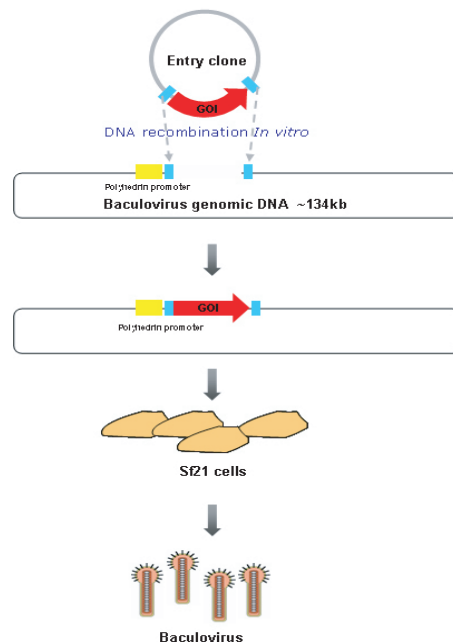 Entry clone
GOI
DNA recombination In vitro
Polyhedrin promoter
Baculovirus genomic DNA ~134kb
GOI
Polyhedrin promoter
Sf21 cells
Baculovirus